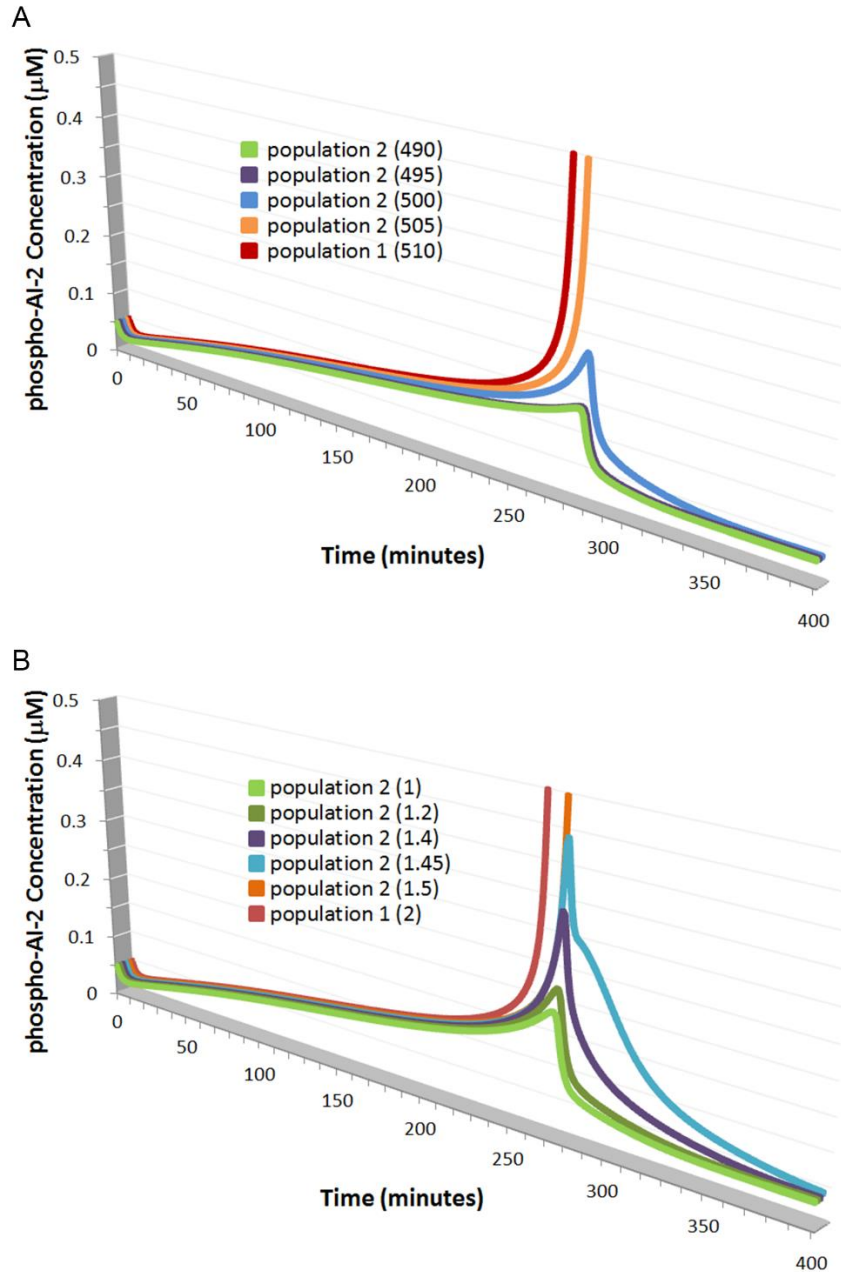 A
phospho-AI-2 Concentration (µM)
0.5
0.4
0.3
0.2
0.1
0
population 2 (490)
population 2 (495)
population 2 (500)
population 2 (505)
population 1 (510)
0
50
100
150
200
250
300
350
400
Time (minutes)
B
phospho-AI-2 Concentration (µM)
0.5
0.4
0.3
0.2
0.1
0
population 2 (1)
population 2 (1.2)
population 2 (1.4)
population 2 (1.45)
population 2 (1.5)
population 1 (2)
0
50
100
150
200
250
300
350
400
Time (minutes)